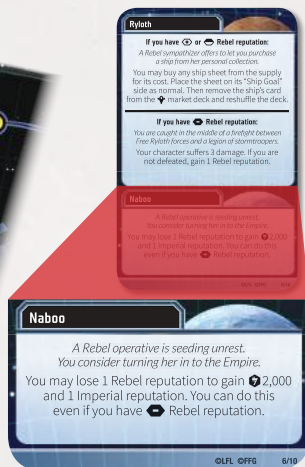 Ryloth
If you have or Rebel reputation:
A Rebel sympathizer offers to let you purchase
a ship from her personal collection.
You may buy any ship sheet from the supply
for its cost. Place the sheet on its "Ship Goal"
side as normal. Then remove the ship's card
from the market deck and reshuffle the deck.
If you have Rebel reputation:
You are caught in the middle of a firefight between
Free Ryloth forces and a legion of stormtroopers.
Your character suffers 3 damage. If you are
not defeated, gain 1 Rebel reputation.
Naboo
A Rebel operative is seeding unrest.
You consider turning her in to the Empire.
You may lose 1 Rebel reputation to gain 2,000
and 1 Imperial reputation. You can do this
even if you have Rebel reputation.
©LFL ©FFG 6/10
Naboo
A Rebel operative is seeding unrest.
You consider turning her in to the Empire.
You may lose 1 Rebel reputation to gain 2,000
and 1 Imperial reputation. You can do this
even if you have - Rebel reputation.
©LFL ©FFG 6/10